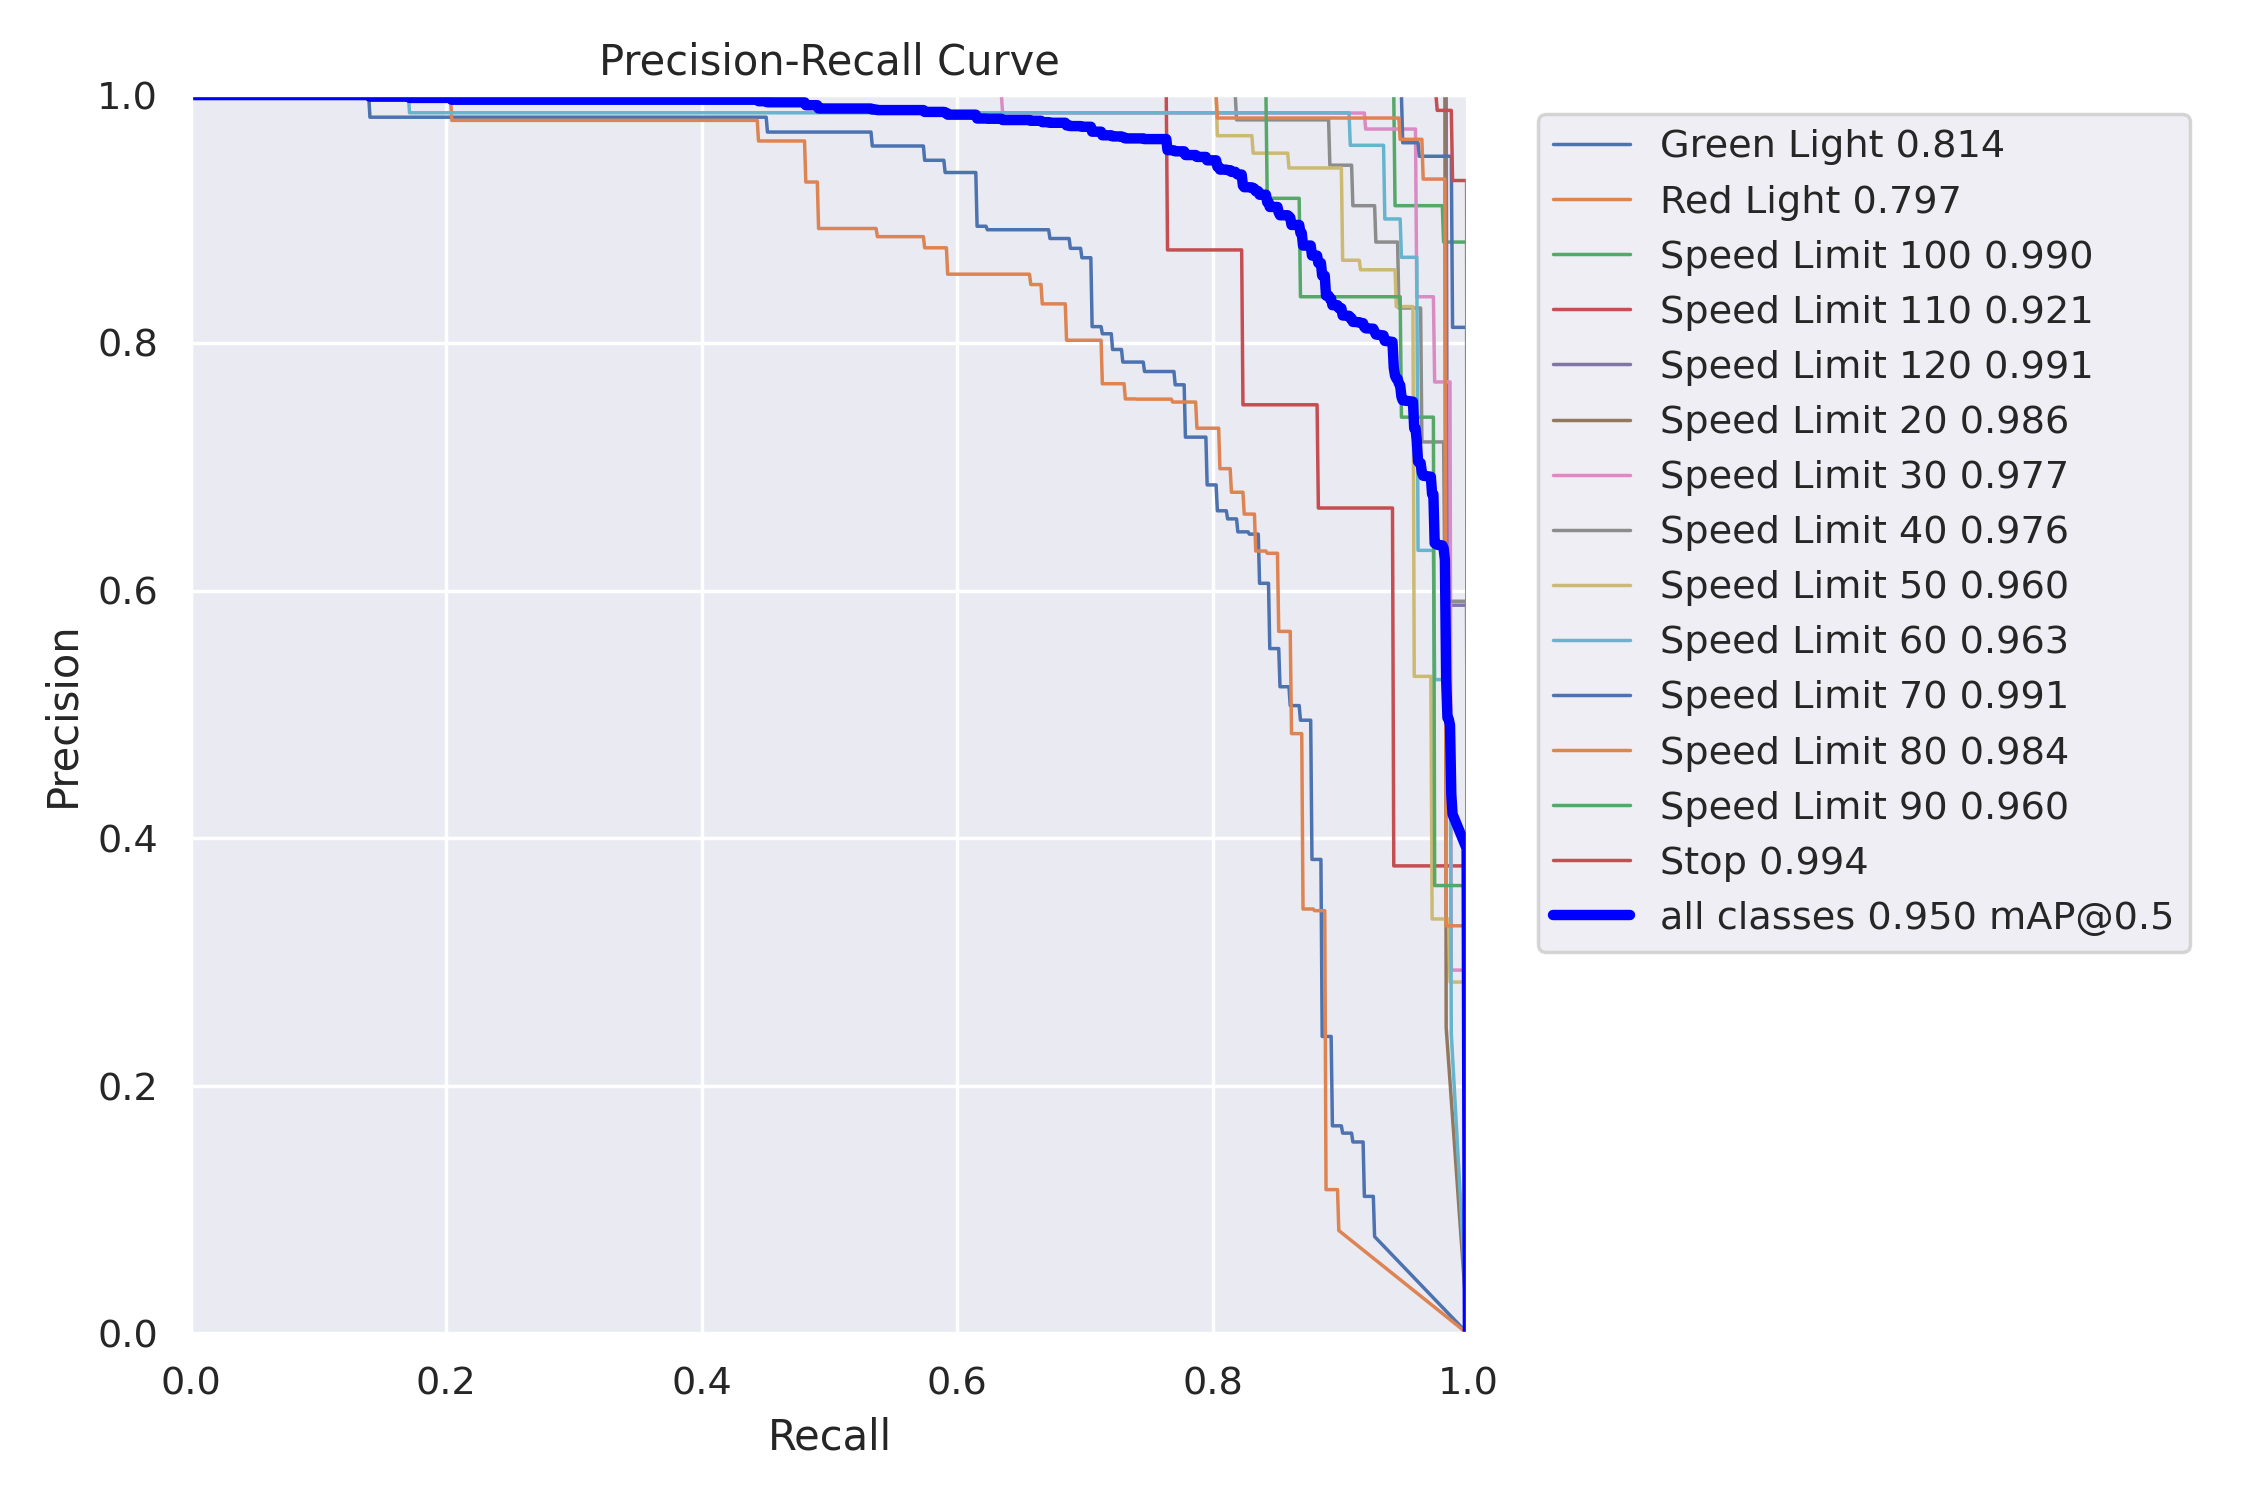 Precision-Recall Curve
1.0
0.8
0.6
0.4
0.2
0.0
Precision
0.0 0.2 0.4 0.6 0.8 1.0
Recall
Green Light 0.814
Red Light 0.797
Speed Limit 100 0.990
Speed Limit 110 0.921
Speed Limit 120 0.991
Speed Limit 20 0.986
Speed Limit 30 0.977
Speed Limit 40 0.976
Speed Limit 50 0.960
Speed Limit 60 0.963
Speed Limit 70 0.991
Speed Limit 80 0.984
Speed Limit 90 0.960
Stop 0.994
all classes 0.950 mAP@0.5